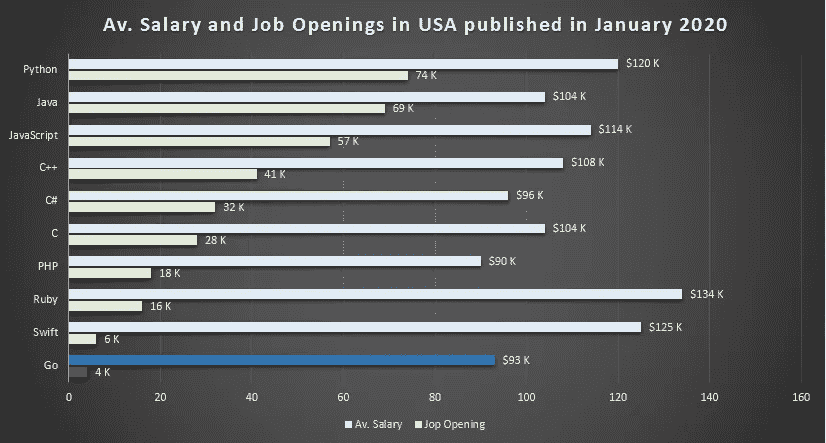 Av. Salary and Job Openings in USA published in January 2020
Python
$120 K
74 K
Java
$104 K
69 K
JavaScript
$114 K
57 K
C++
$108 K
41 K
C#
$96 K
32 K
C
$104 K
28 K
PHP
$90 K
18 K
Ruby
$134 K
16 K
Swift
$125 K
6 K
Go
$93 K
4 K
0 20 40 60 80 100 120 140 160
Av. Salary Jop Opening